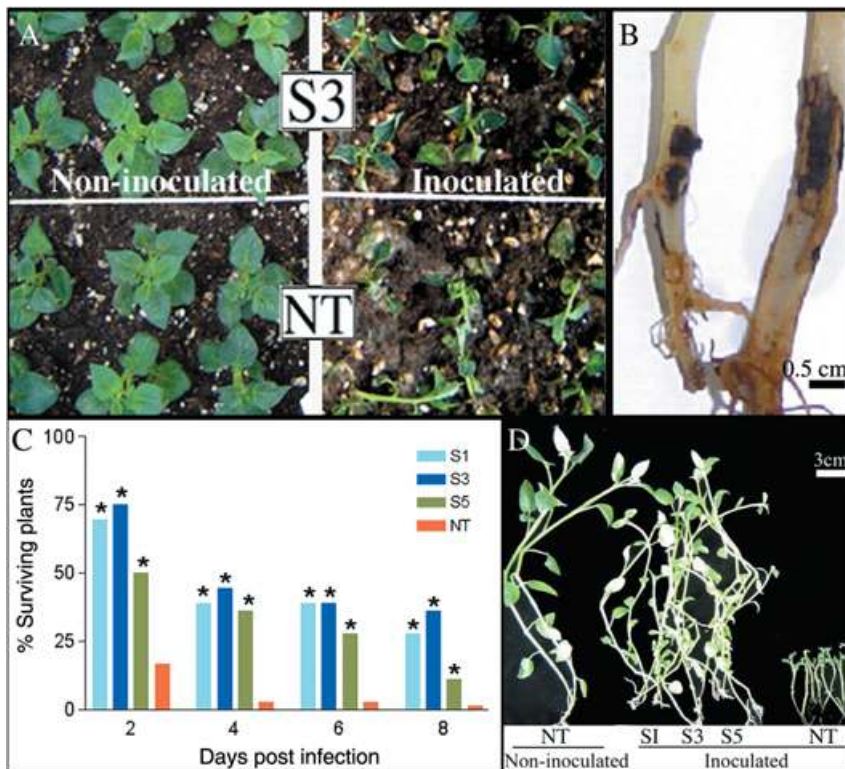 A
S3
Non-inoculated
Inoculated
NT
B
0.5 cm
C
% Surviving plants
100
75
50
25
0
* * *
* * *
* * *
* * *
S1
S3
S5
NT
2 4 6 8
Days post infection
D
3cm
NT SI S3 S5 NT
Non-inoculated Inoculated